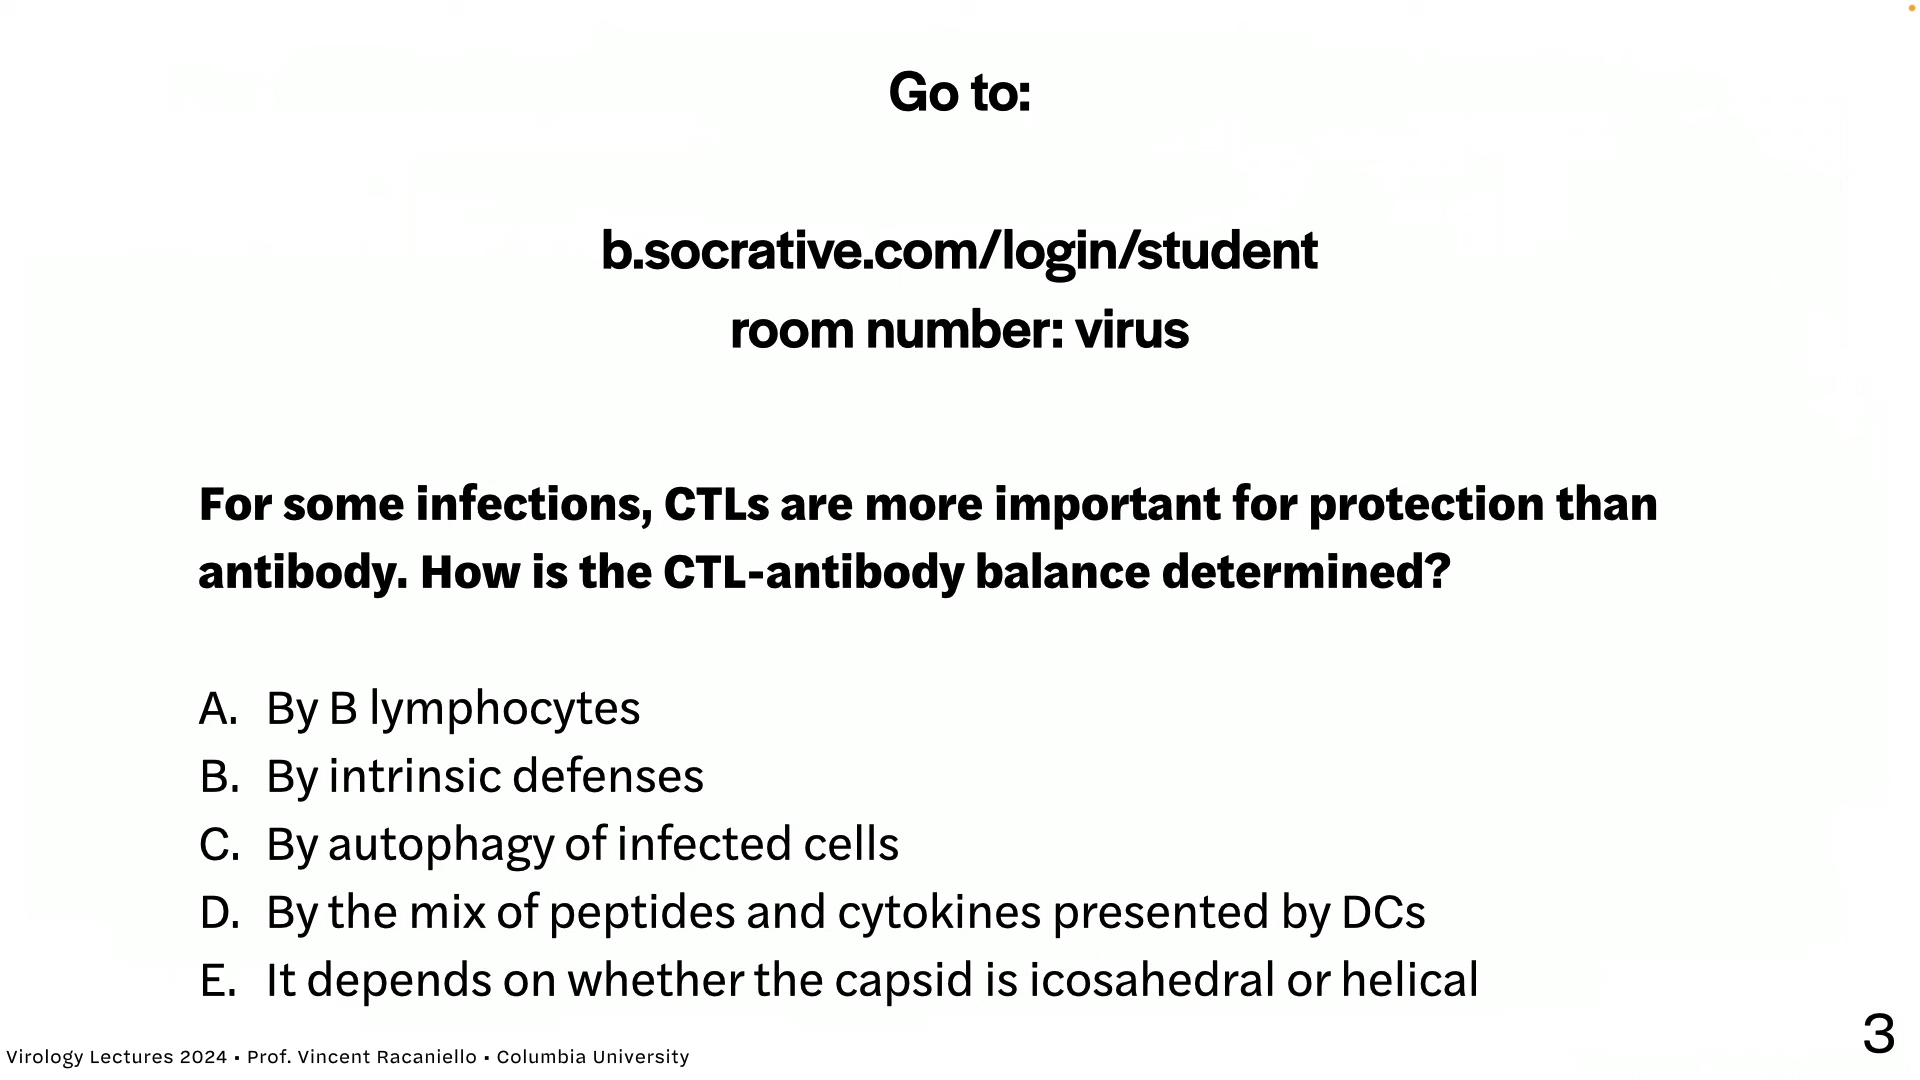 Go to:
b.socrative.com/login/student
room number: virus
For some infections, CTLs are more important for protection than
antibody. How is the CTL-antibody balance determined?
A. By B lymphocytes
B. By intrinsic defenses
C. By autophagy of infected cells
D. By the mix of peptides and cytokines presented by DCs
E. It depends on whether the capsid is icosahedral or helical
Virology Lectures 2024 • Prof. Vincent Racaniello • Columbia University
3